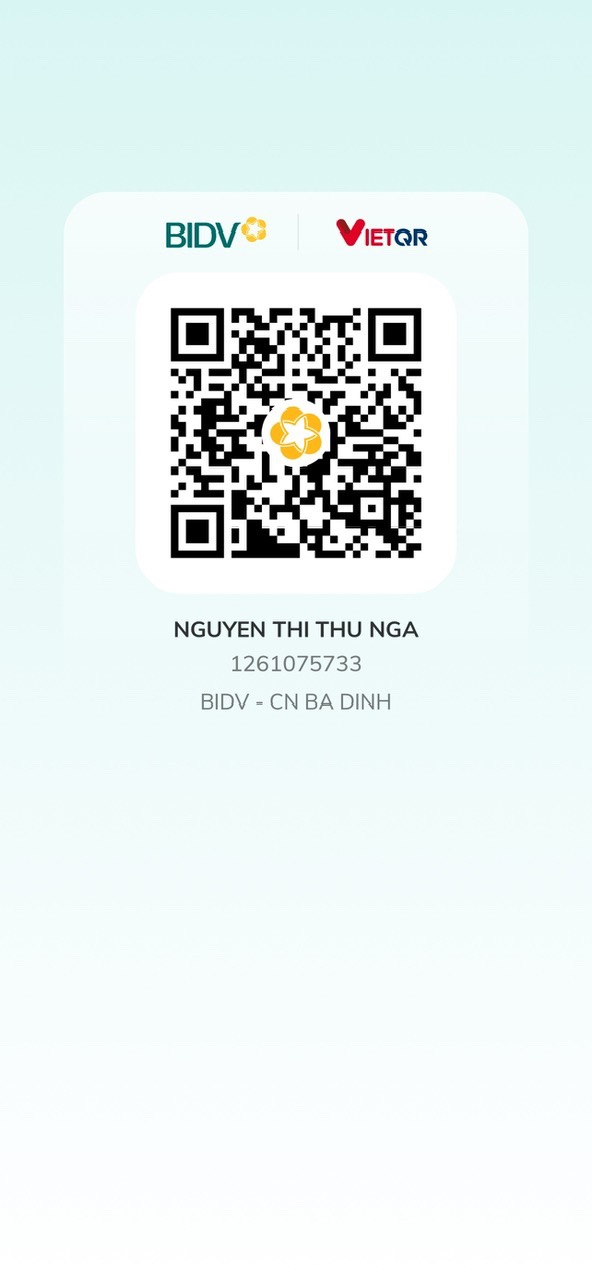 BIDV
VIETQR
NGUYEN THI THU NGA
1261075733
BIDV - CN BA DINH